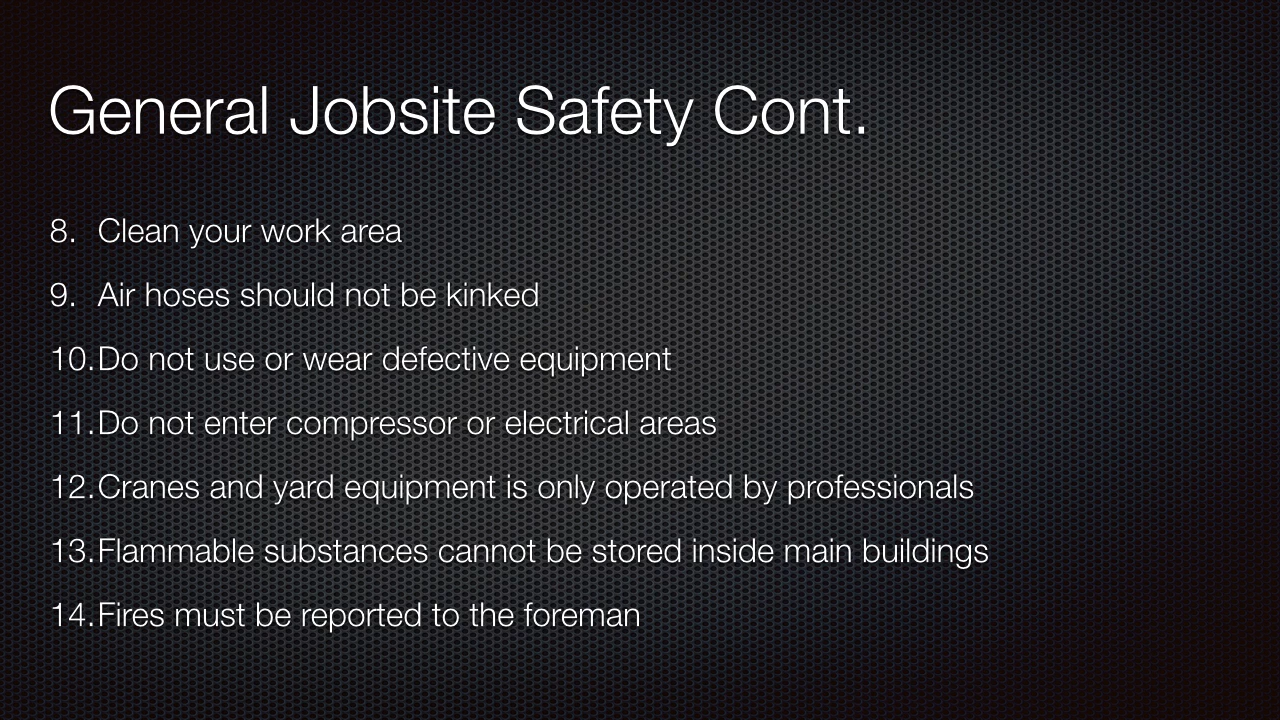 General Jobsite Safety Cont.
8. Clean your work area
9. Air hoses should not be kinked
10. Do not use or wear defective equipment
11. Do not enter compressor or electrical areas
12. Cranes and yard equipment is only operated by professionals
13. Flammable substances cannot be stored inside main buildings
14. Fires must be reported to the foreman